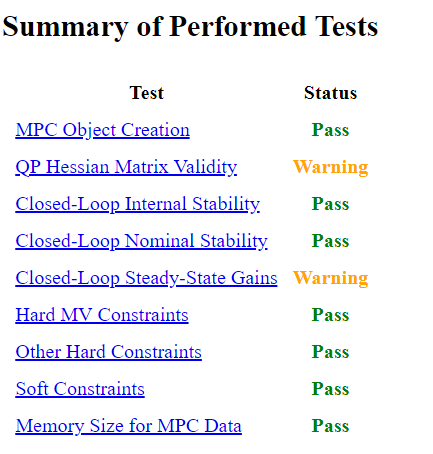 Summary of Performed Tests
Test Status
MPC Object Creation Pass
QP Hessian Matrix Validity Warning
Closed-Loop Internal Stability Pass
Closed-Loop Nominal Stability Pass
Closed-Loop Steady-State Gains Warning
Hard MV Constraints Pass
Other Hard Constraints Pass
Soft Constraints Pass
Memory Size for MPC Data Pass